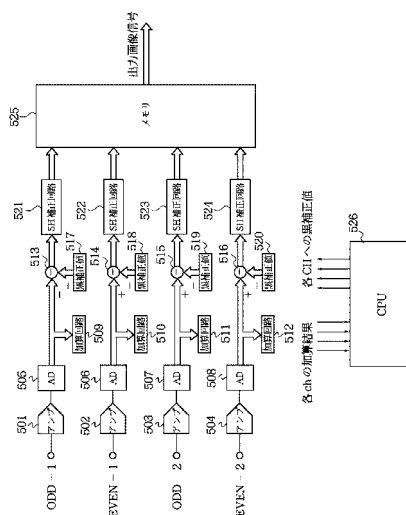 ODD－1
501
アンプ
505
AD
加算回路
509
513
－
黒補正値
517
521
SH補正回路
EVEN－1
502
アンプ
506
AD
加算回路
510
514
＋
－
黒補正値
518
522
SH補正回路
ODD－2
503
アンプ
507
AD
加算回路
511
515
＋
－
黒補正値
519
523
SH補正回路
EVEN－2
504
アンプ
508
AD
加算回路
512
516
＋
－
黒補正値
520
524
SH補正回路
525
メモリ
出力画像信号
各chの加算結果
各CHへの黒補正値
CPU
526